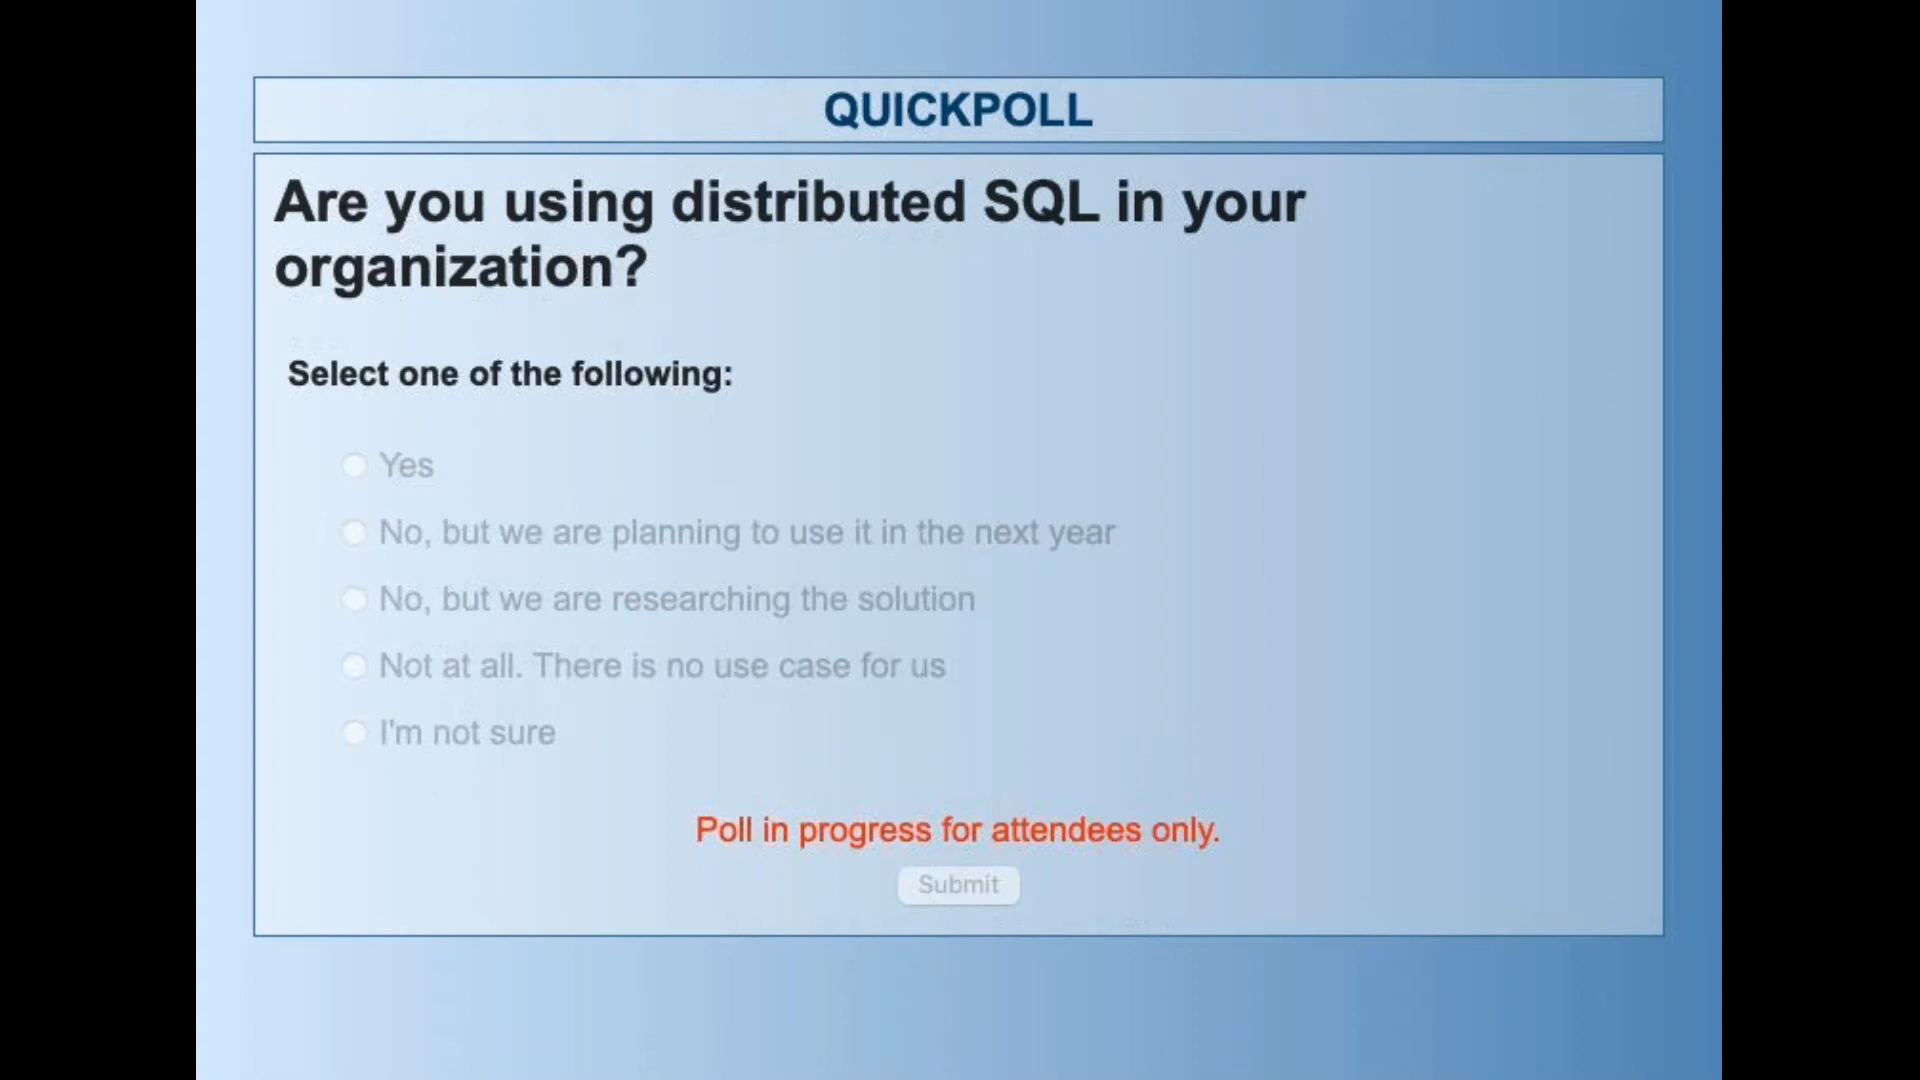 QUICKPOLL
Are you using distributed SQL in your
organization?
Select one of the following:
Yes
No, but we are planning to use it in the next year
No, but we are researching the solution
Not at all. There is no use case for us
I'm not sure
Poll in progress for attendees only.
Submit